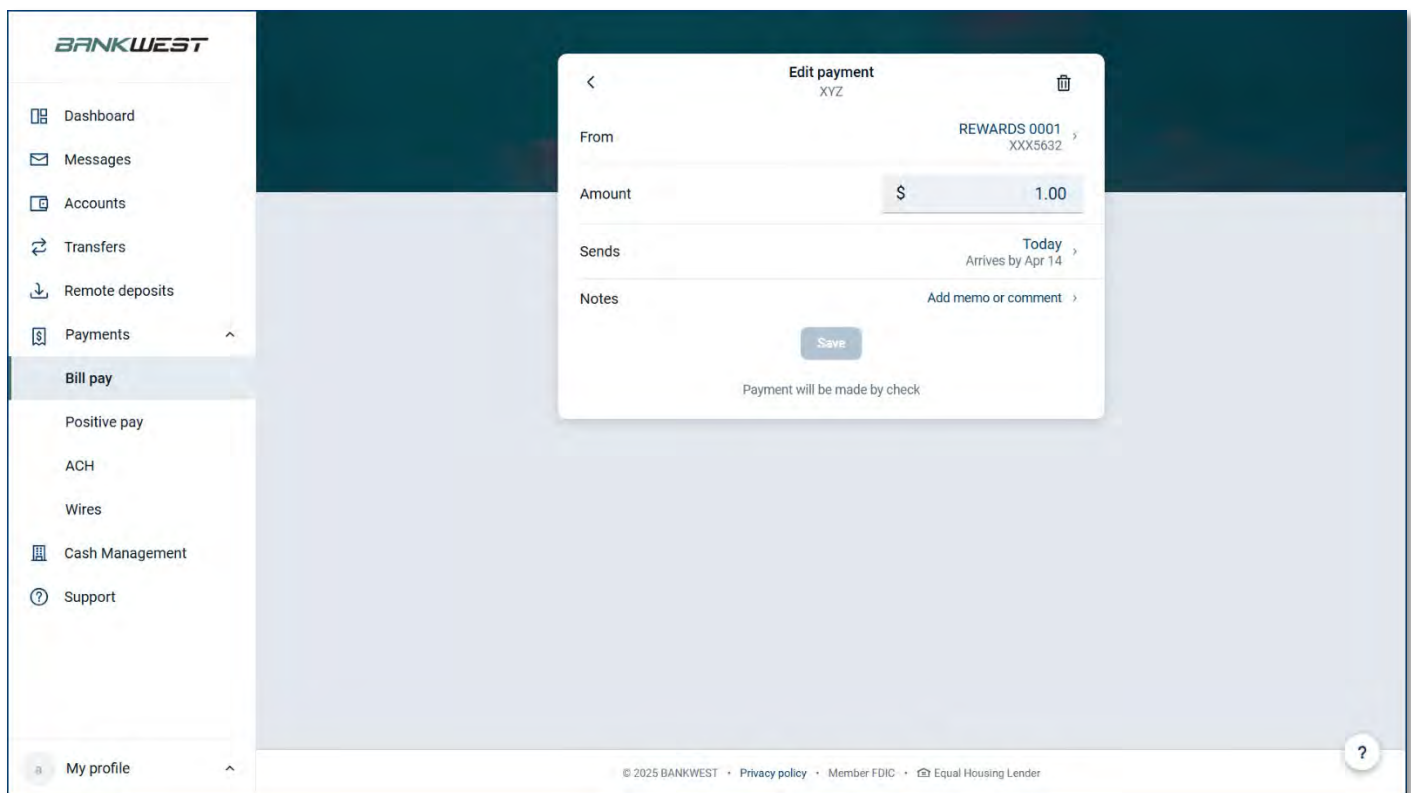 BANKWEST
Dashboard
Messages
Accounts
Transfers
Remote deposits
Payments
Bill pay
Positive pay
ACH
Wires
Cash Management
Support
a My profile
Edit payment
XYZ
From REWARDS 0001
XXX5632
Amount $ 1.00
Sends Today
Arrives by Apr 14
Notes Add memo or comment
Save
Payment will be made by check
?
© 2025 BANKWEST • Privacy policy • Member FDIC • Equal Housing Lender